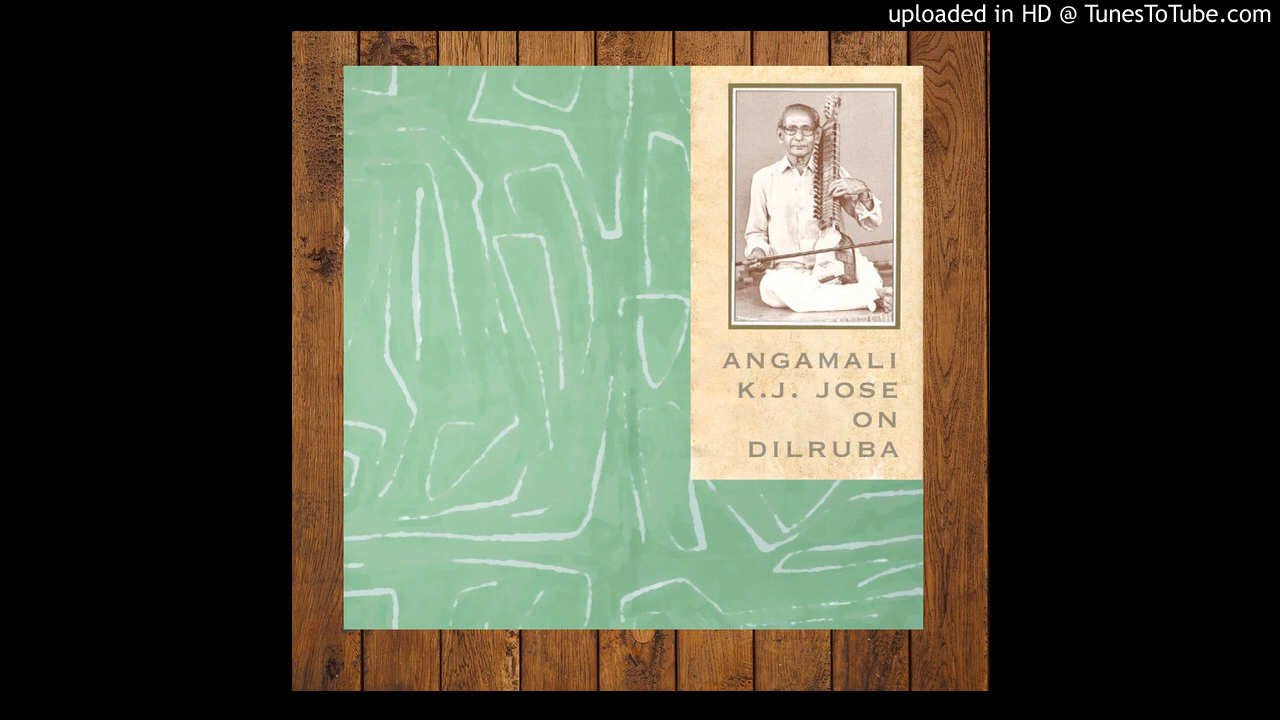 uploaded in HD @ TunesToTube.com
ANGAMALI
K.J. JOSE
ON
DILRUBA